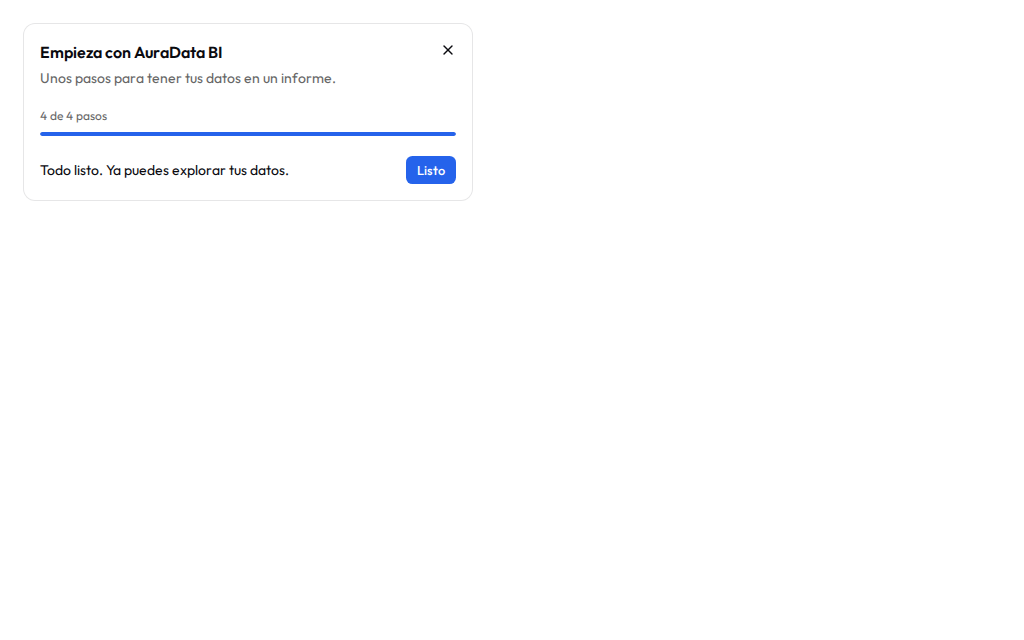 Empieza con AuraData BI
Unos pasos para tener tus datos en un informe.
4 de 4 pasos
Todo listo. Ya puedes explorar tus datos.
Listo